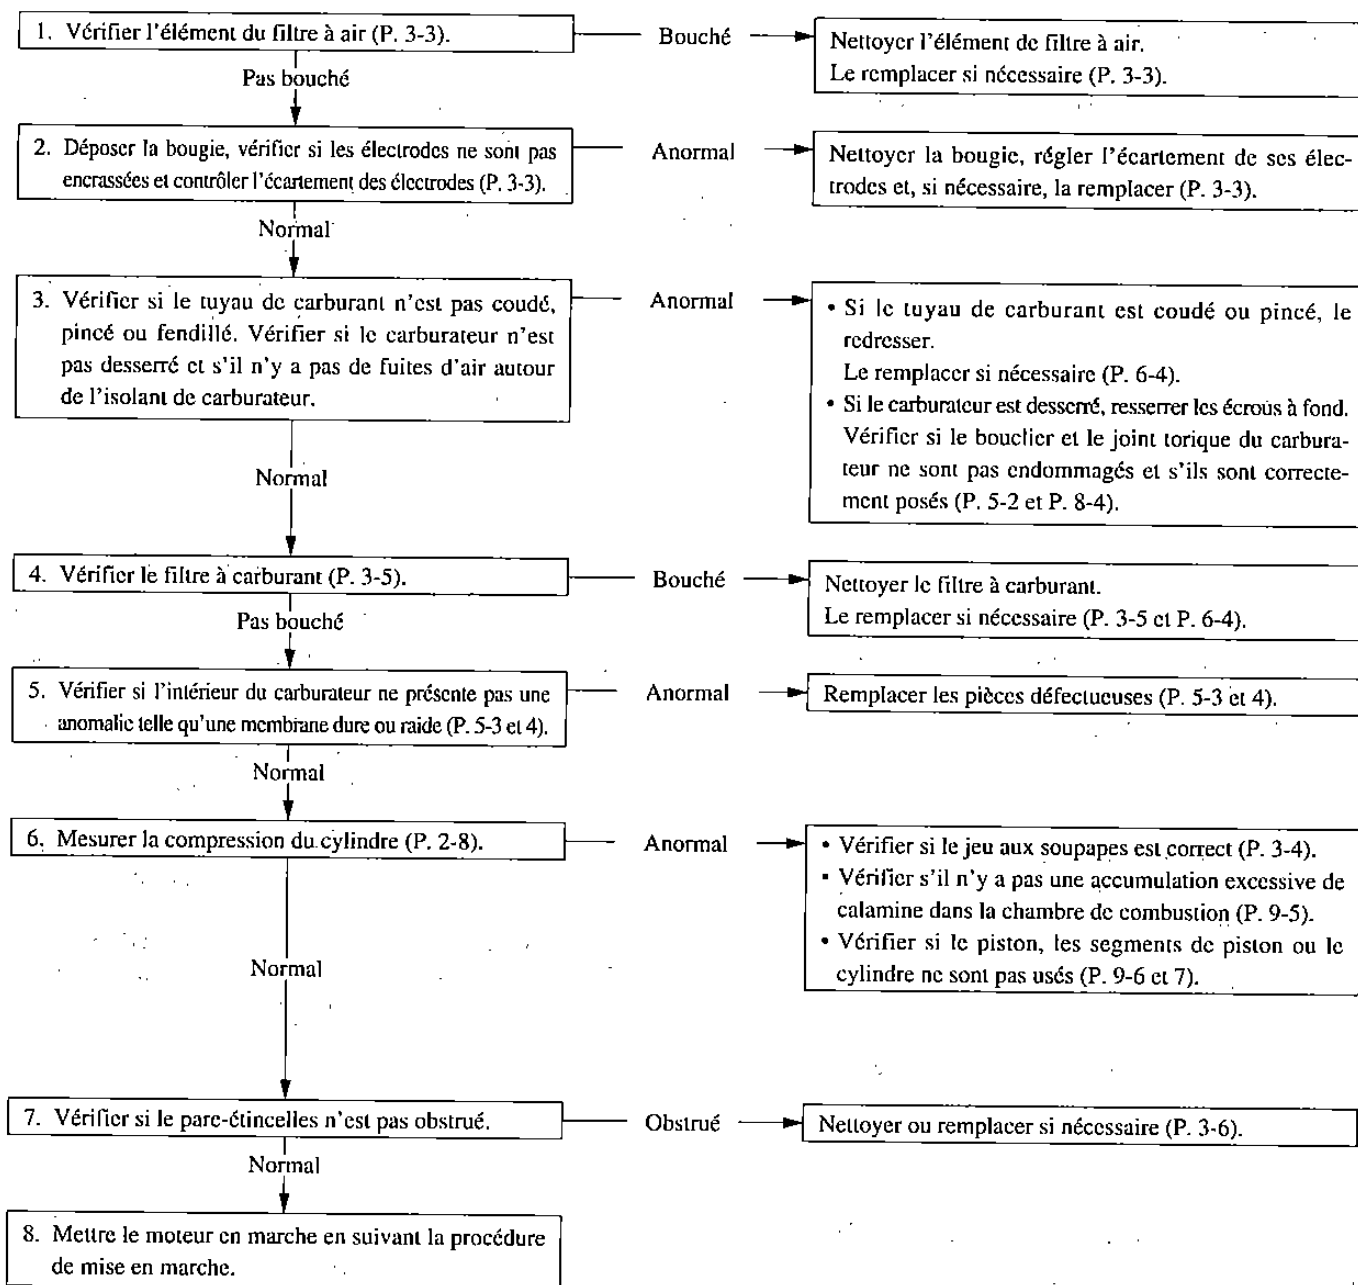 1. Vérifier l'élément du filtre à air (P. 3-3).
Bouché
Nettoyer l'élément de filtre à air.
Le remplacer si nécessaire (P. 3-3).
Pas bouché
2. Déposer la bougie, vérifier si les électrodes ne sont pas
encrassées et contrôler l'écartement des électrodes (P. 3-3).
Anormal
Nettoyer la bougie, régler l'écartement de ses élec-
trodes et, si nécessaire, la remplacer (P. 3-3).
Normal
3. Vérifier si le tuyau de carburant n'est pas coudé,
pincé ou fendillé. Vérifier si le carburateur n'est
pas desserré et s'il n'y a pas de fuites d'air autour
de l'isolant de carburateur.
Anormal
• Si le tuyau de carburant est coudé ou pincé, le
redresser.
Le remplacer si nécessaire (P. 6-4).
• Si le carburateur est desserré, resserrer les écrous à fond.
Vérifier si le bouclier et le joint torique du carbura-
teur ne sont pas endommagés et s'ils sont correcte-
ment posés (P. 5-2 et P. 8-4).
Normal
4. Vérifier le filtre à carburant (P. 3-5).
Bouché
Nettoyer le filtre à carburant.
Le remplacer si nécessaire (P. 3-5 et P. 6-4).
Pas bouché
5. Vérifier si l'intérieur du carburateur ne présente pas une
anomalie telle qu'une membrane dure ou raide (P. 5-3 et 4).
Anormal
Remplacer les pièces défectueuses (P. 5-3 et 4).
Normal
6. Mesurer la compression du cylindre (P. 2-8).
Anormal
• Vérifier si le jeu aux soupapes est correct (P. 3-4).
• Vérifier s'il n'y a pas une accumulation excessive de
calamine dans la chambre de combustion (P. 9-5).
• Vérifier si le piston, les segments de piston ou le
cylindre ne sont pas usés (P. 9-6 et 7).
Normal
7. Vérifier si le pare-étincelles n'est pas obstrué.
Obstrué
Nettoyer ou remplacer si nécessaire (P. 3-6).
Normal
8. Mettre le moteur en marche en suivant la procédure
de mise en marche.